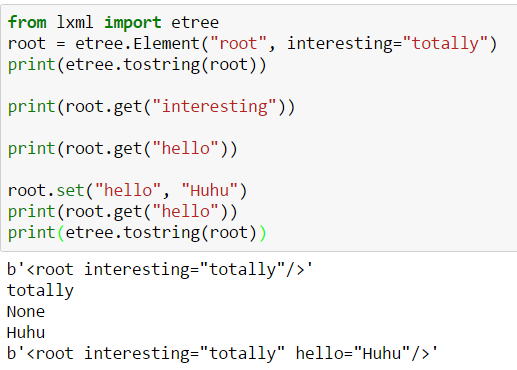 from lxml import etree
root = etree.Element("root", interesting="totally")
print(etree.tostring(root))
print(root.get("interesting"))
print(root.get("hello"))
root.set("hello", "Huhu")
print(root.get("hello"))
print(etree.tostring(root))
b'<root interesting="totally"/>'
totally
None
Huhu
b'<root interesting="totally" hello="Huhu"/>'